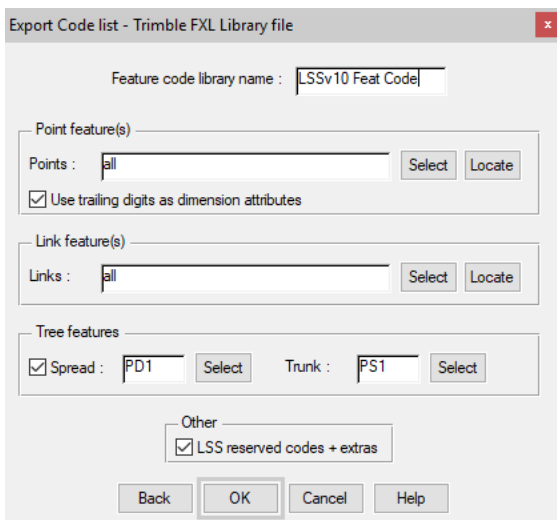 Export Code list - Trimble FXL Library file x
Feature code library name : LSSv10 Feat Code
Point feature(s)
Points : all Select Locate
Use trailing digits as dimension attributes
Link feature(s)
Links : all Select Locate
Tree features
Spread : PD1 Select Trunk : PS1 Select
Other
LSS reserved codes + extras
Back OK Cancel Help